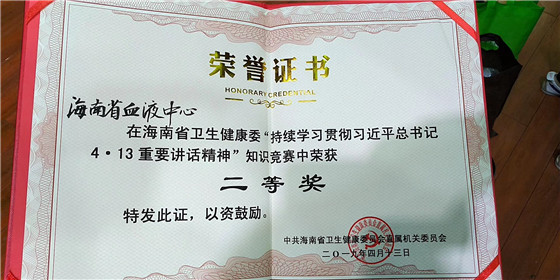 荣誉证书
HONORARY CREDENTIAL
海南省血液中心
在海南省卫生健康委“持续学习贯彻习近平总书记
4·13重要讲话精神”知识竞赛中荣获
二等奖
特发此证，以资鼓励。
中共海南省卫生健康委员会直属机关委员会
二〇一九年四月十三日